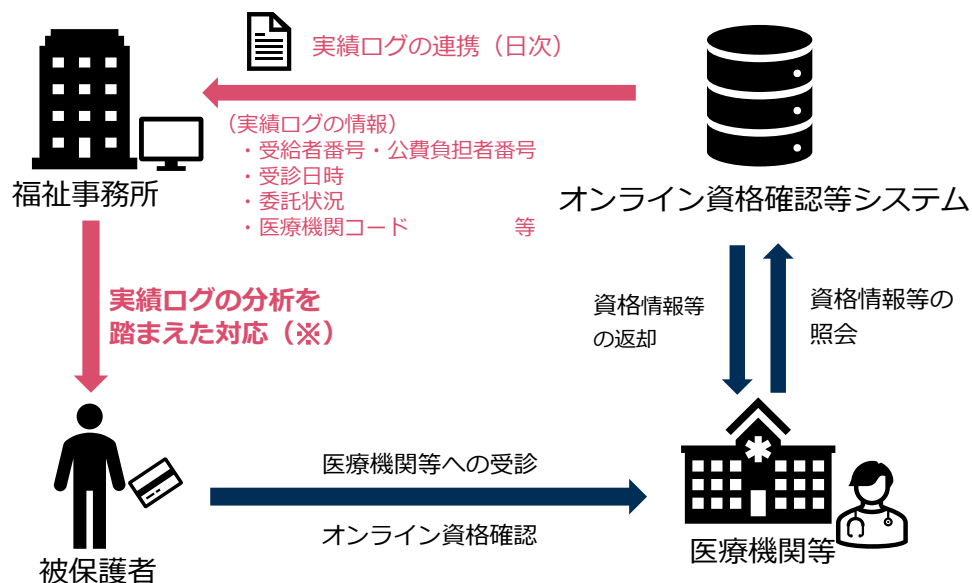 実績ログの連携（日次）
（実績ログの情報）
・受給者番号・公費負担者番号
・受診日時
・委託状況
・医療機関コード　　　　　等
福祉事務所
オンライン資格確認等システム
実績ログの分析を
踏まえた対応（※）
資格情報等
の返却
資格情報等の
照会
医療機関等への受診
オンライン資格確認
被保護者
医療機関等